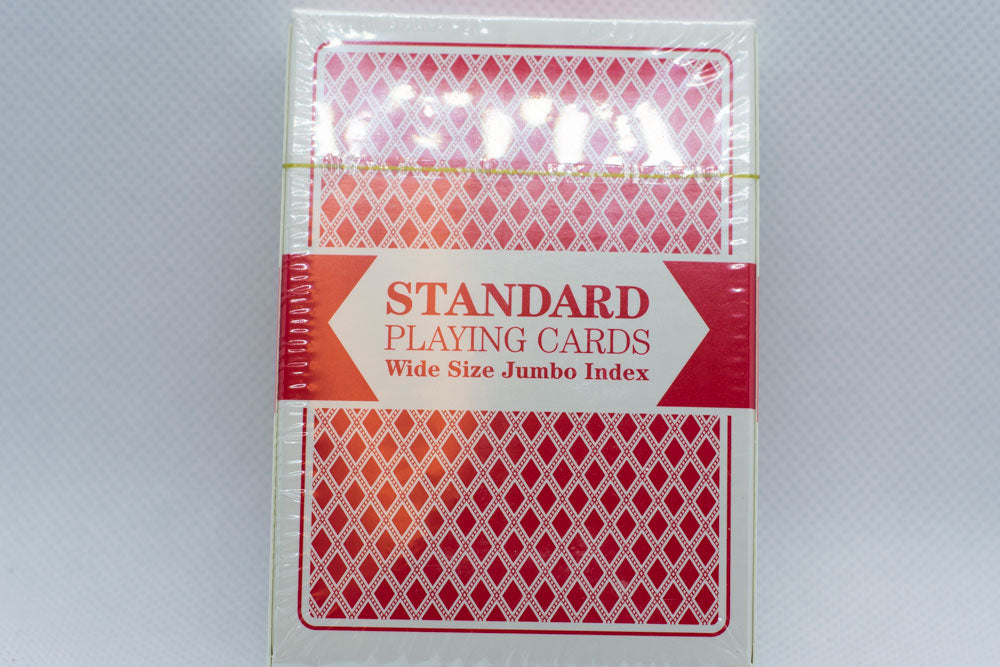 STANDARD
PLAYING CARDS
Wide Size Jumbo Index